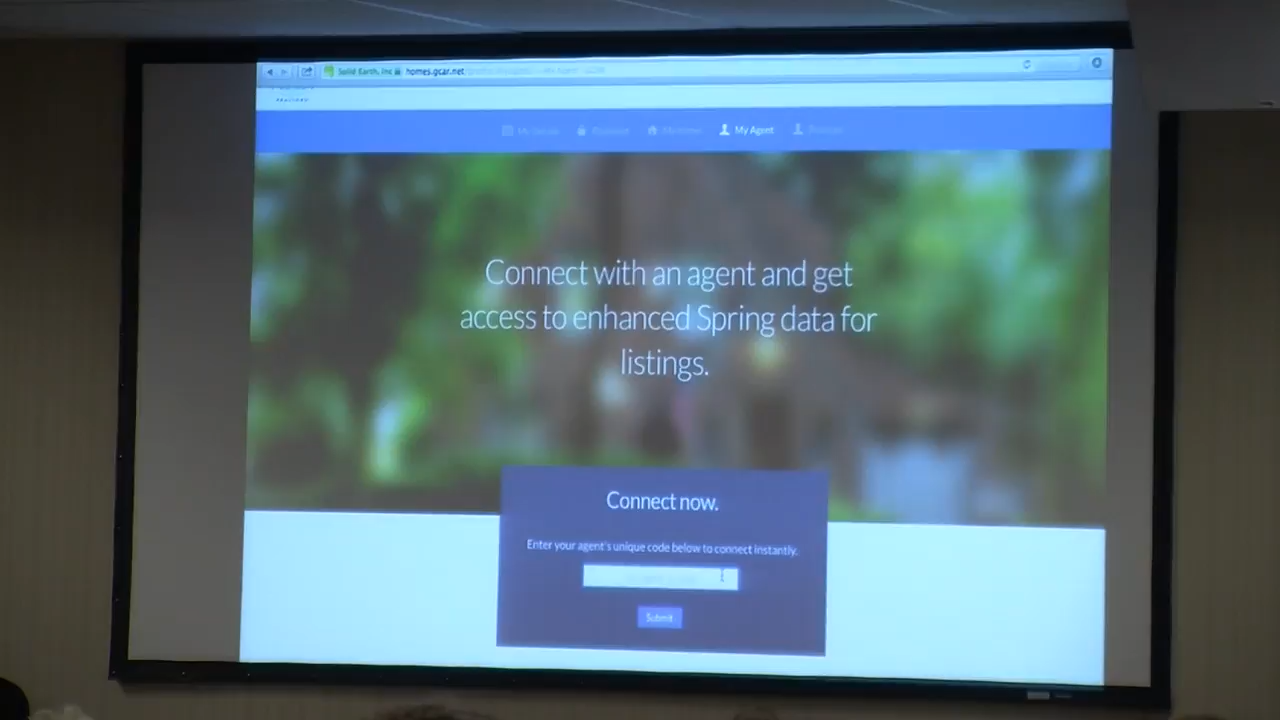 Solid Earth, Inc homes.gcar.net
My Agent
Connect with an agent and get
access to enhanced Spring data for
listings.
Connect now.
Enter your agent's unique code below to connect instantly.
Submit